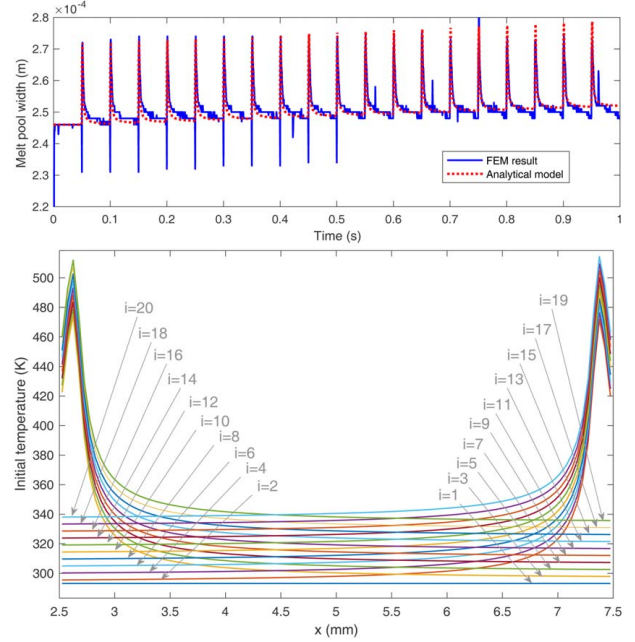 ×10⁻⁴
2.8
2.7
2.6
2.5
2.4
2.3
2.2
Melt pool width (m)
FEM result
Analytical model
0 0.1 0.2 0.3 0.4 0.5 0.6 0.7 0.8 0.9 1
Time (s)
500
480
460
440
420
400
380
360
340
320
300
Initial temperature (K)
i=20
i=18
i=16
i=14
i=12
i=10
i=8
i=6
i=4
i=2
i=19
i=17
i=15
i=13
i=11
i=9
i=7
i=5
i=3
i=1
2.5 3 3.5 4 4.5 5 5.5 6 6.5 7 7.5
x (mm)